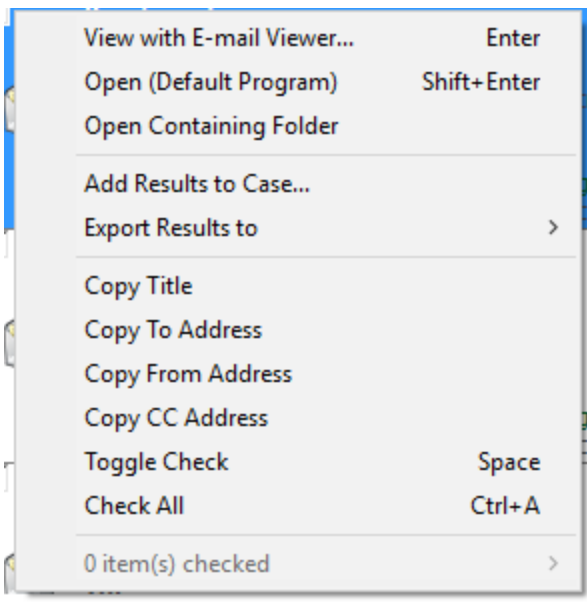 View with E-mail Viewer... Enter
Open (Default Program) Shift+Enter
Open Containing Folder
Add Results to Case...
Export Results to
Copy Title
Copy To Address
Copy From Address
Copy CC Address
Toggle Check Space
Check All Ctrl+A
0 item(s) checked